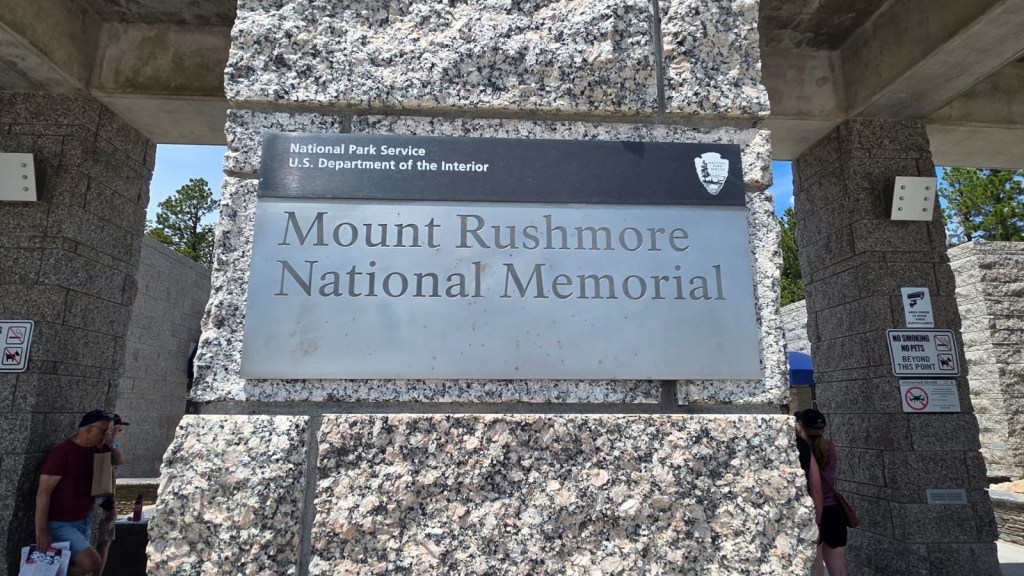 National Park Service
U.S. Department of the Interior
Mount Rushmore
National Memorial
NO SMOKING
NO PETS
BEYOND
THIS POINT